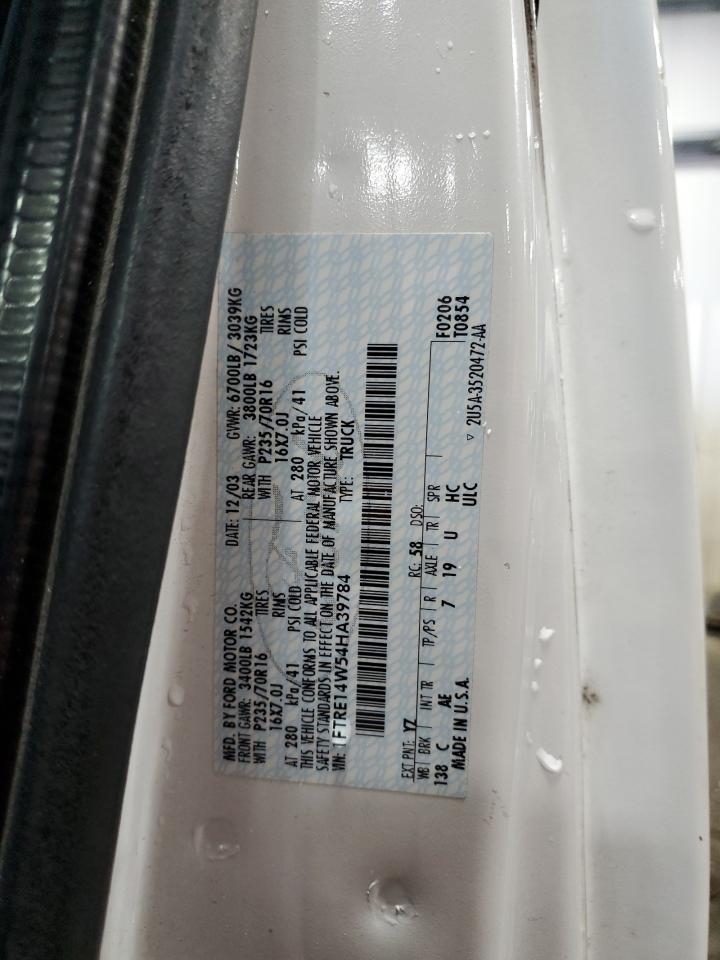 MFD. BY FORD MOTOR CO. DATE: 12/03 GVWR: 6700LB/ 3039KG
FRONT GAWR: 3400LB 1542KG REAR GAWR: 3800LB 1723KG
WITH P235/70R16 TIRES WITH P235/70R16 TIRES
16X7.0J RIMS 16X7.0J RIMS
AT 280 kPa/41 PSI COLD AT 280 kPa/41 PSI COLD
THIS VEHICLE CONFORMS TO ALL APPLICABLE FEDERAL MOTOR VEHICLE
SAFETY STANDARDS IN EFFECT ON THE DATE OF MANUFACTURE SHOWN ABOVE.
VIN: 1FTRE14W54HA39784 TYPE: TRUCK
EXT PNT: YZ RC: 58 DSO:
WB BRK INT TR TP/PS R AXLE TR SPR F0206
138 C AE 7 19 U HC T0854
MADE IN U.S.A. ULC
▽ 2U5A-3520472-AA